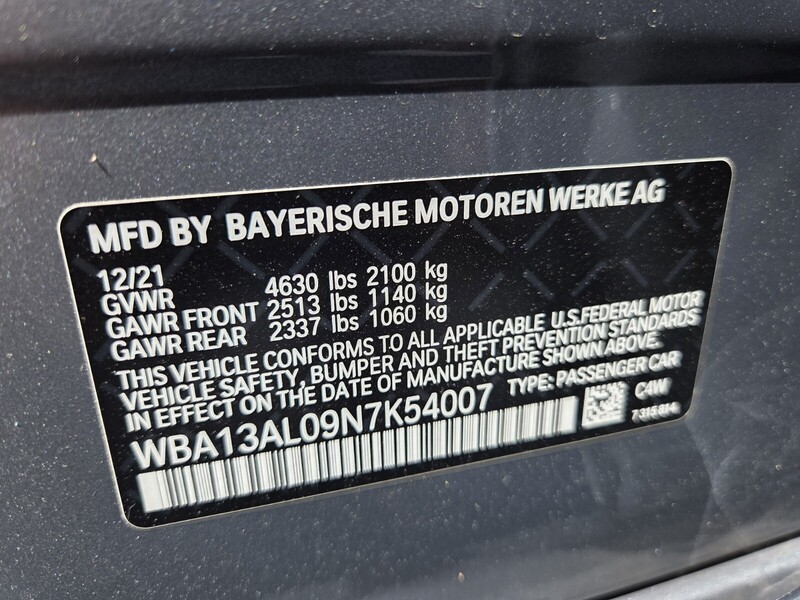 MFD BY BAYERISCHE MOTOREN WERKE AG
12/21
GVWR 4630 lbs 2100 kg
GAWR FRONT 2513 lbs 1140 kg
GAWR REAR 2337 lbs 1060 kg
THIS VEHICLE CONFORMS TO ALL APPLICABLE U.S.FEDERAL MOTOR
VEHICLE SAFETY, BUMPER AND THEFT PREVENTION STANDARDS
IN EFFECT ON THE DATE OF MANUFACTURE SHOWN ABOVE.
WBA13AL09N7K54007 TYPE: PASSENGER CAR
C4W